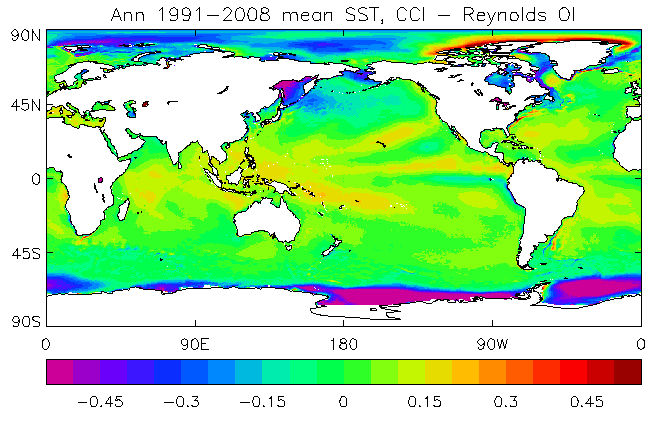 Ann 1991−2008 mean SST, CCI − Reynolds OI
90N
45N
0
45S
90S
0 90E 180 90W 0
−0.45 −0.3 −0.15 0 0.15 0.3 0.45